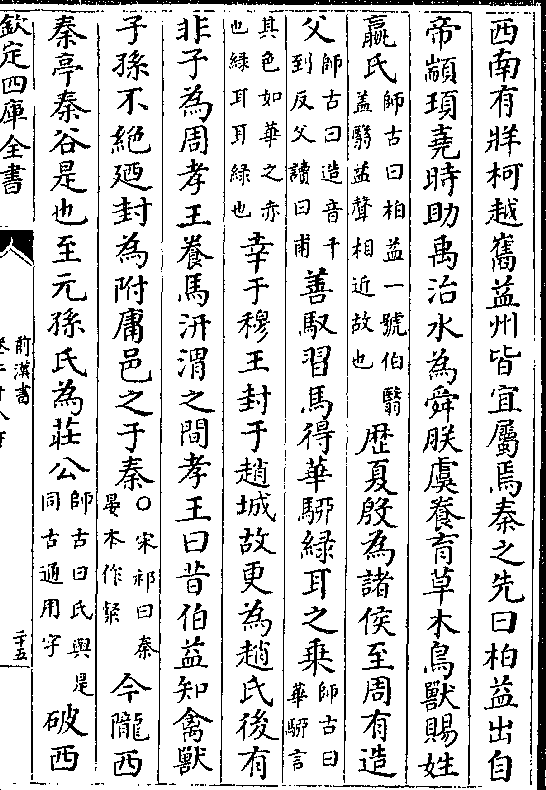 西南有牂柯越嶲益州皆宜屬焉秦之先曰柏益出自
帝顓頊堯時助禹治水為舜朕虞養育草木鳥獸賜姓
嬴氏
師古曰柏益一號伯翳
蓋翳益聲相近故也
歴夏殷為諸侯至周有造
父
師古曰造音千
到反父讀曰甫
善馭習馬得華駵緑耳之乗
師古曰
華駵言
其色如華之赤
也緑耳耳緑也
幸于穆王封于趙城故更為趙氏後有
非子為周孝王養馬汧渭之間孝王曰昔伯益知禽獸
子孫不絕廼封為附庸邑之于秦○
宋祁曰秦
晏本作
今隴西
秦亭秦谷是也至元孫氏為莊公
師古曰氏與是
同古通用字
破西
欽定四庫全書
前漢書
二十五